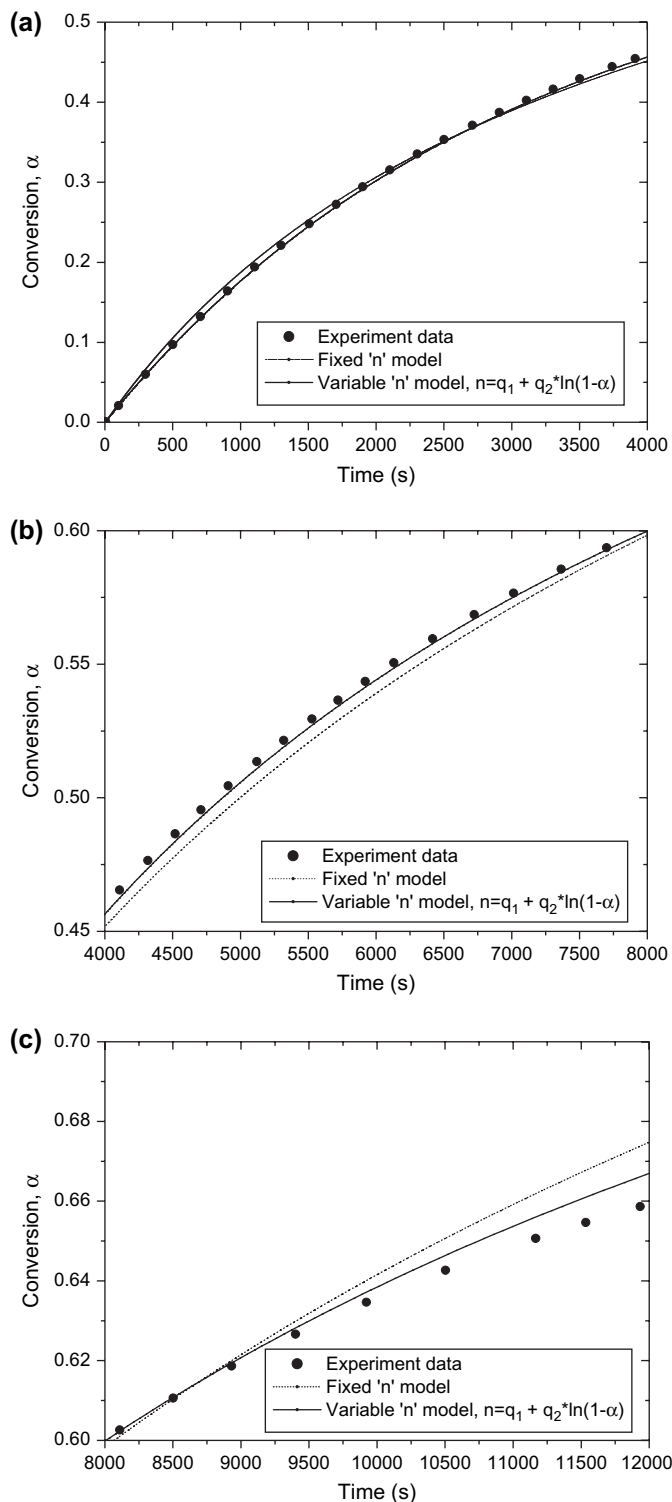 (a)
0.5
0.4
0.3
0.2
0.1
0.0
Conversion, α
Experiment data
Fixed 'n' model
Variable 'n' model, n=q₁ + q₂*ln(1-α)
0 500 1000 1500 2000 2500 3000 3500 4000
Time (s)
(b)
0.60
0.55
0.50
0.45
Conversion, α
Experiment data
Fixed 'n' model
Variable 'n' model, n=q₁ + q₂*ln(1-α)
4000 4500 5000 5500 6000 6500 7000 7500 8000
Time (s)
(c)
0.70
0.68
0.66
0.64
0.62
0.60
Conversion, α
Experiment data
Fixed 'n' model
Variable 'n' model, n=q₁ + q₂*ln(1-α)
8000 8500 9000 9500 10000 10500 11000 11500 12000
Time (s)